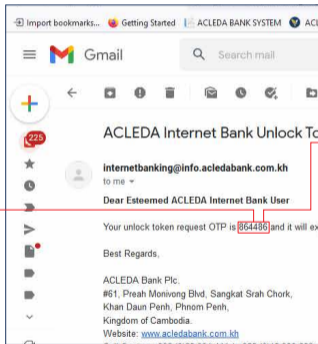 Import bookmarks... Getting Started ACLEDA BANK SYSTEM
Gmail Search mail
225
ACLEDA Internet Bank Unlock
internetbanking@info.acledabank.com.kh
to me
Dear Esteemed ACLEDA Internet Bank User
Your unlock token request OTP is 864486 and it will
Best Regards,
ACLEDA Bank Plc.
#61, Preah Monivong Blvd, Sangkat Srah Chork,
Khan Daun Penh, Phnom Penh,
Kingdom of Cambodia.
Website: www.acledabank.com.kh